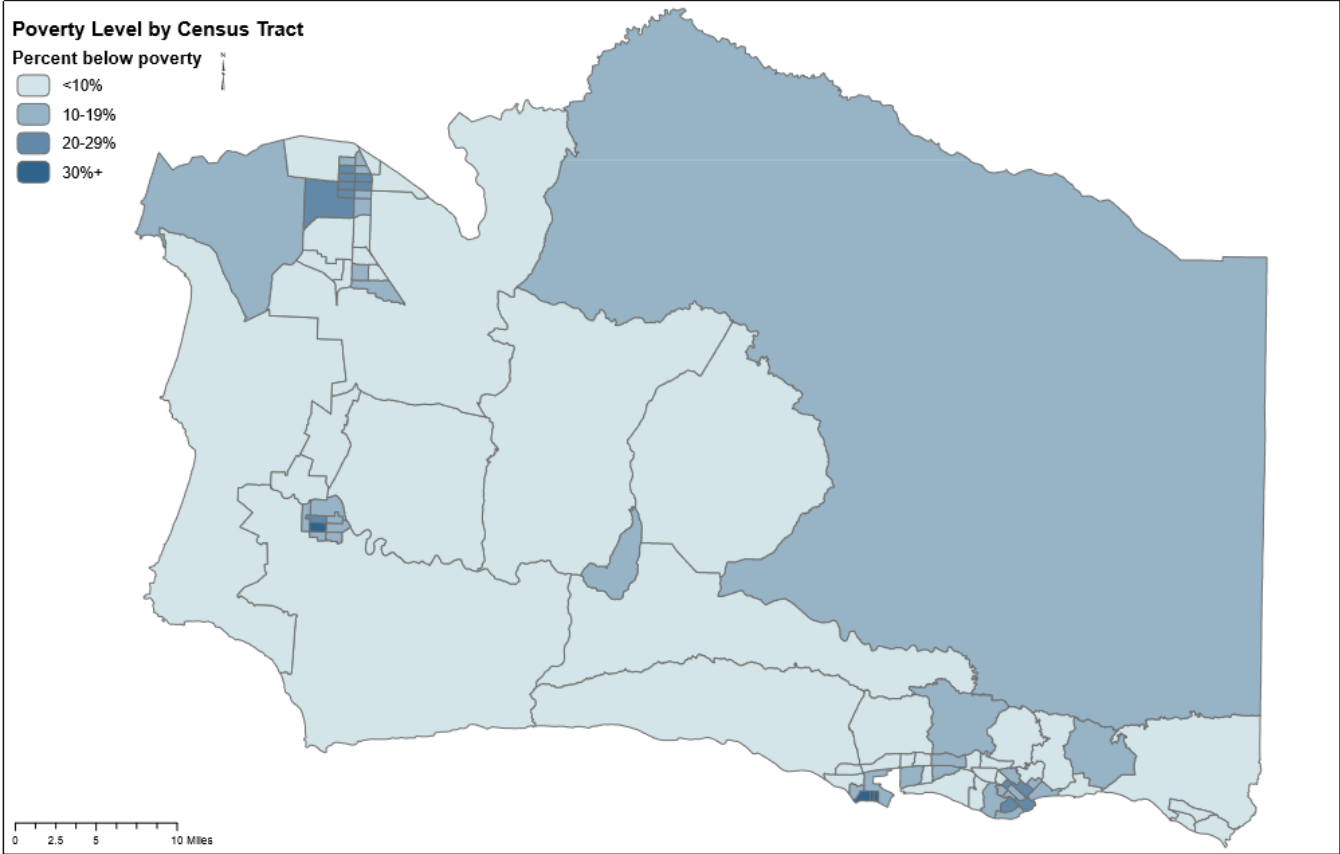 Poverty Level by Census Tract
Percent below poverty
N
<10%
10-19%
20-29%
30%+
0 2.5 5 10 Miles